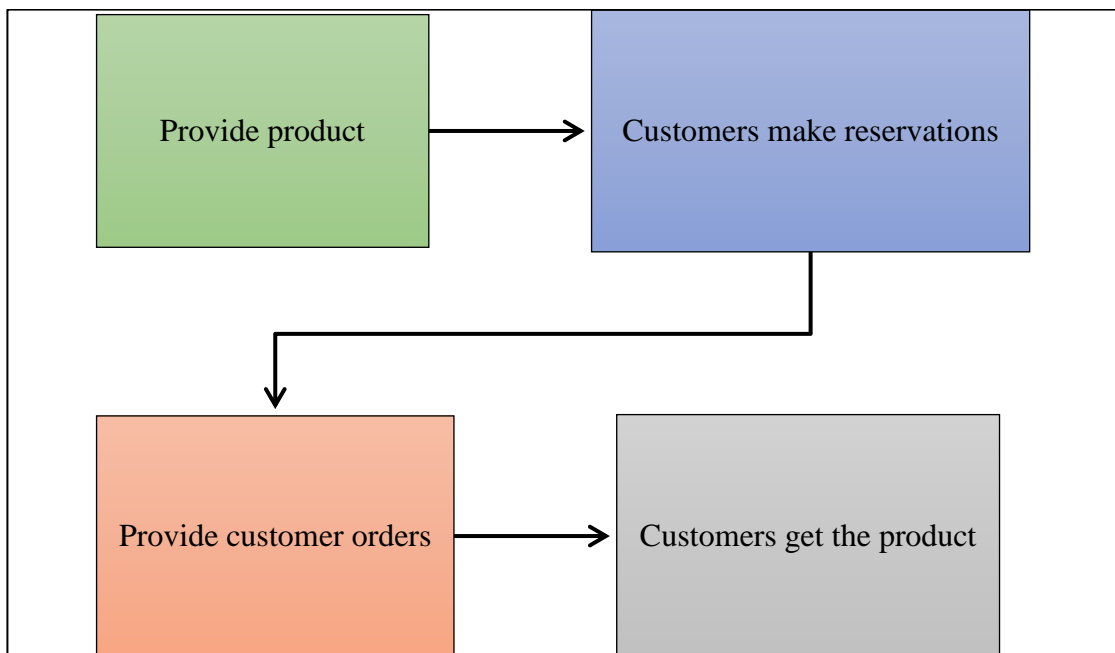 Provide product
Customers make reservations
Provide customer orders
Customers get the product